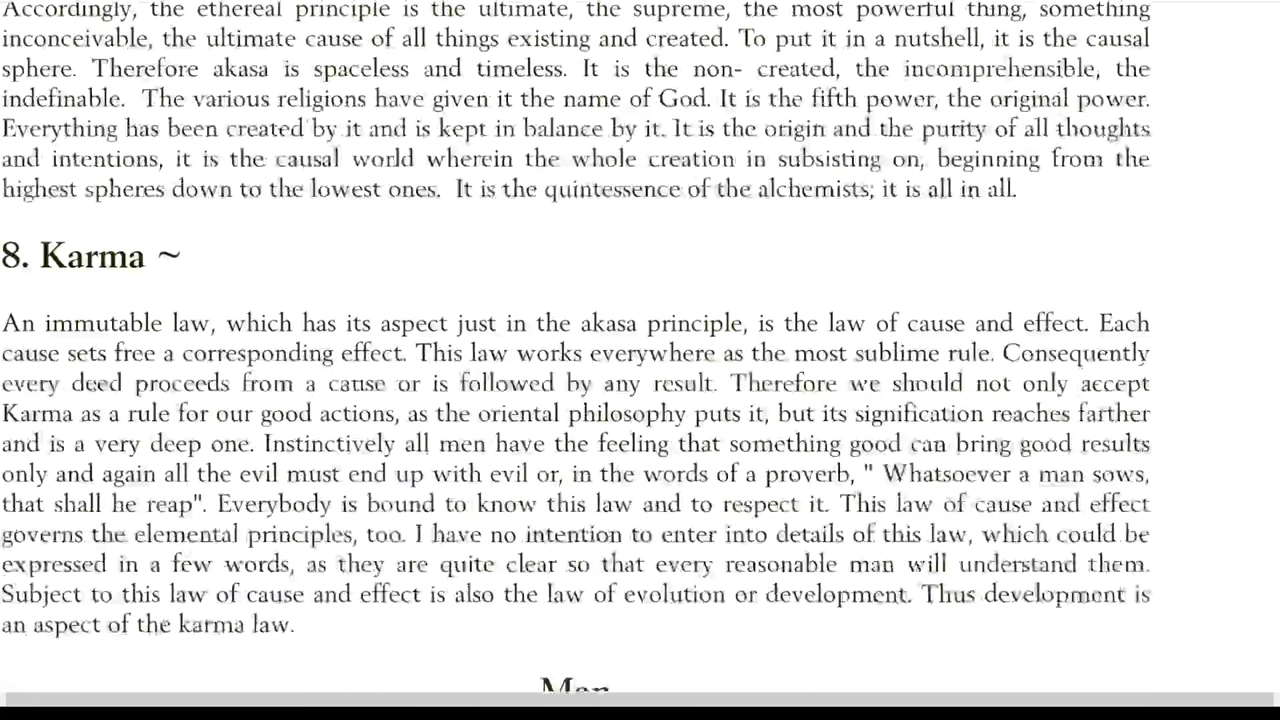 Accordingly, the ethereal principle is the ultimate, the supreme, the most powerful thing, something
inconceivable, the ultimate cause of all things existing and created. To put it in a nutshell, it is the causal
sphere. Therefore akasa is spaceless and timeless. It is the non- created, the incomprehensible, the
indefinable. The various religions have given it the name of God. It is the fifth power, the original power.
Everything has been created by it and is kept in balance by it. It is the origin and the purity of all thoughts
and intentions, it is the causal world wherein the whole creation in subsisting on, beginning from the
highest spheres down to the lowest ones. It is the quintessence of the alchemists; it is all in all.
8. Karma ~
An immutable law, which has its aspect just in the akasa principle, is the law of cause and effect. Each
cause sets free a corresponding effect. This law works everywhere as the most sublime rule. Consequently
every deed proceeds from a cause or is followed by any result. Therefore we should not only accept
Karma as a rule for our good actions, as the oriental philosophy puts it, but its signification reaches farther
and is a very deep one. Instinctively all men have the feeling that something good can bring good results
only and again all the evil must end up with evil or, in the words of a proverb, " Whatsoever a man sows,
that shall he reap". Everybody is bound to know this law and to respect it. This law of cause and effect
governs the elemental principles, too. I have no intention to enter into details of this law, which could be
expressed in a few words, as they are quite clear so that every reasonable man will understand them.
Subject to this law of cause and effect is also the law of evolution or development. Thus development is
an aspect of the karma law.
Man